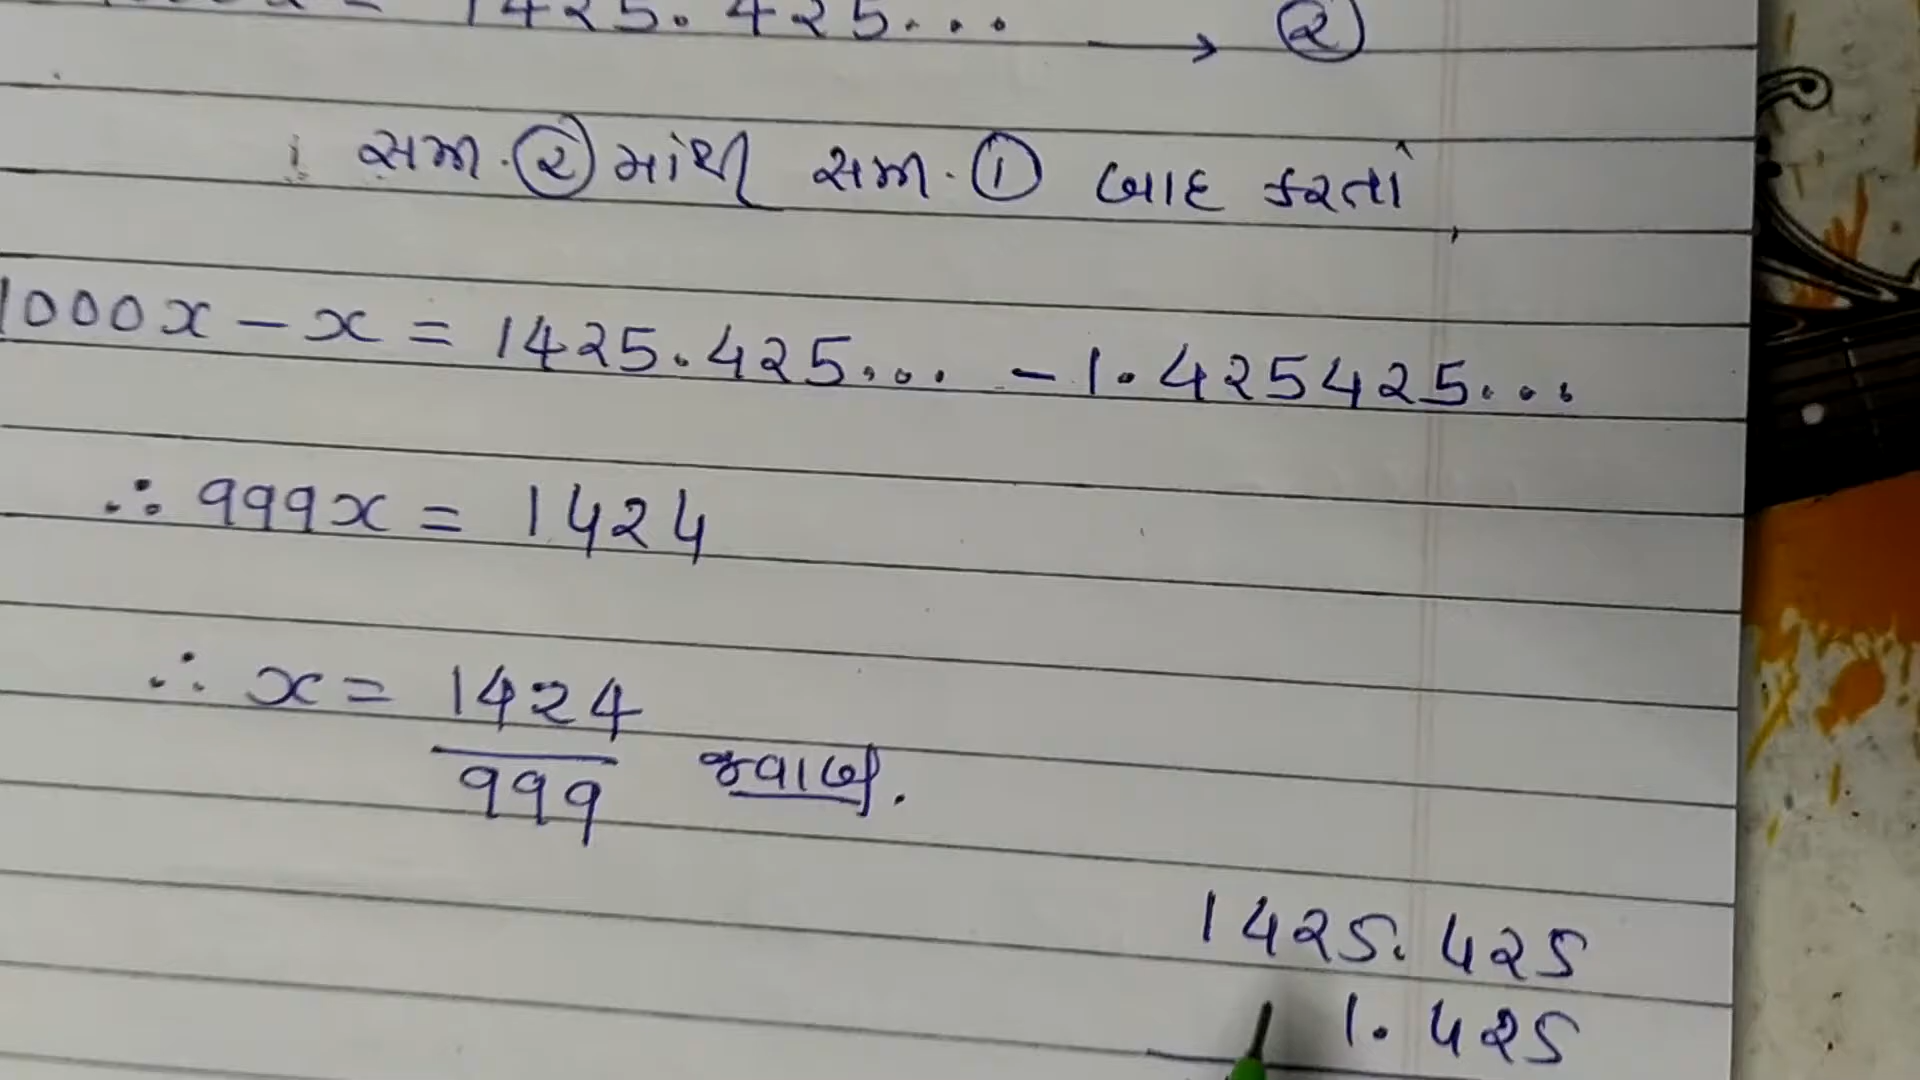 1425.425... → ②
સમી.②માંથી સમી.① બાદ કરતાં,
1000x – x = 1425.425... – 1.425425...
∴ 999x = 1424
∴ x = 1424
999 જવાબ.
1425.425
1.425